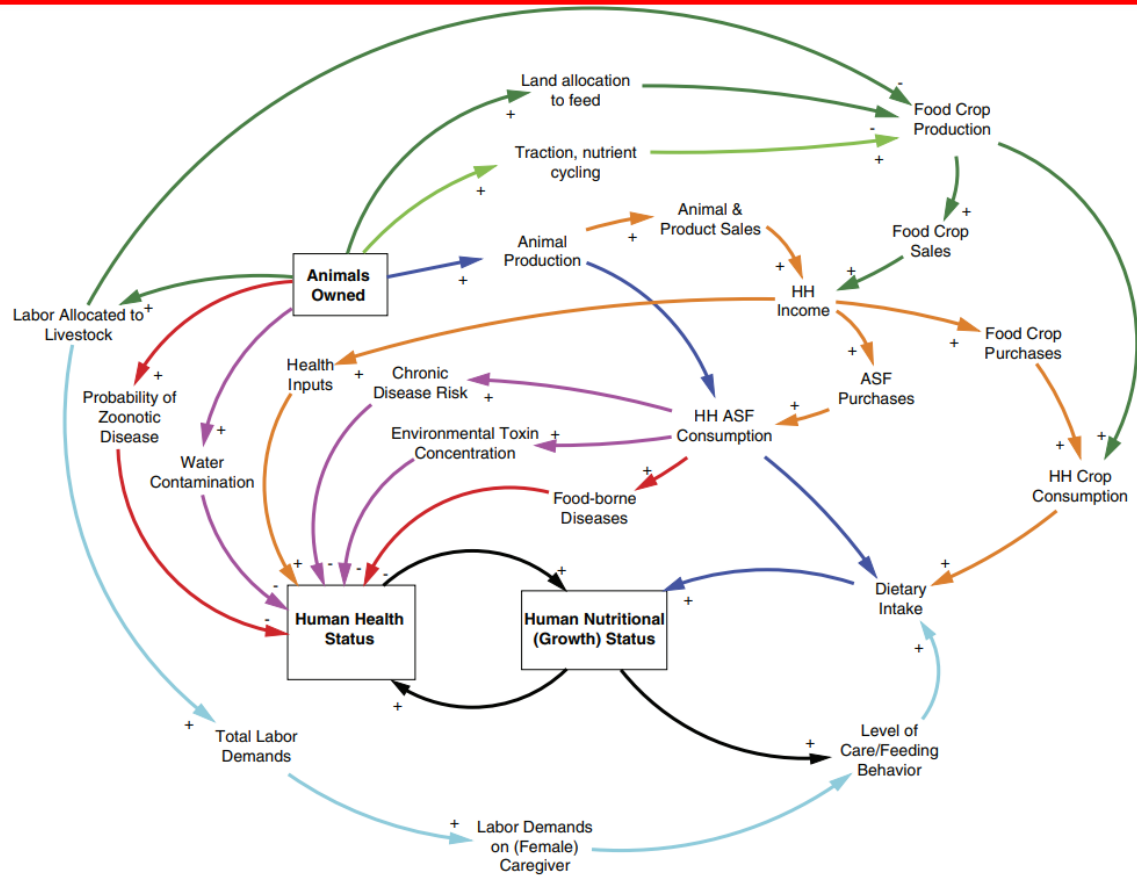 Land allocation
to feed
+
-
Food Crop
Production
Traction, nutrient
cycling
+
-
+
Animal &
Product Sales
+
+
Food Crop
Sales
+
Animal
Production
+
+
Animals
Owned
HH
Income
Labor Allocated to
Livestock
+
Food Crop
Purchases
+
Health
Inputs
+
Chronic
Disease Risk
+
+
ASF
Purchases
+
Probability of
Zoonotic
Disease
+
HH ASF
Consumption
Environmental Toxin
Concentration
+
+
+
HH Crop
Consumption
Water
Contamination
+
Food-borne
Diseases
+
+
-
-
-
-
-
+
+
+
+
Dietary
Intake
+
Human Health
Status
Human Nutritional
(Growth) Status
+
+
Total Labor
Demands
+
Level of
Care/Feeding
Behavior
+
Labor Demands
on (Female)
Caregiver